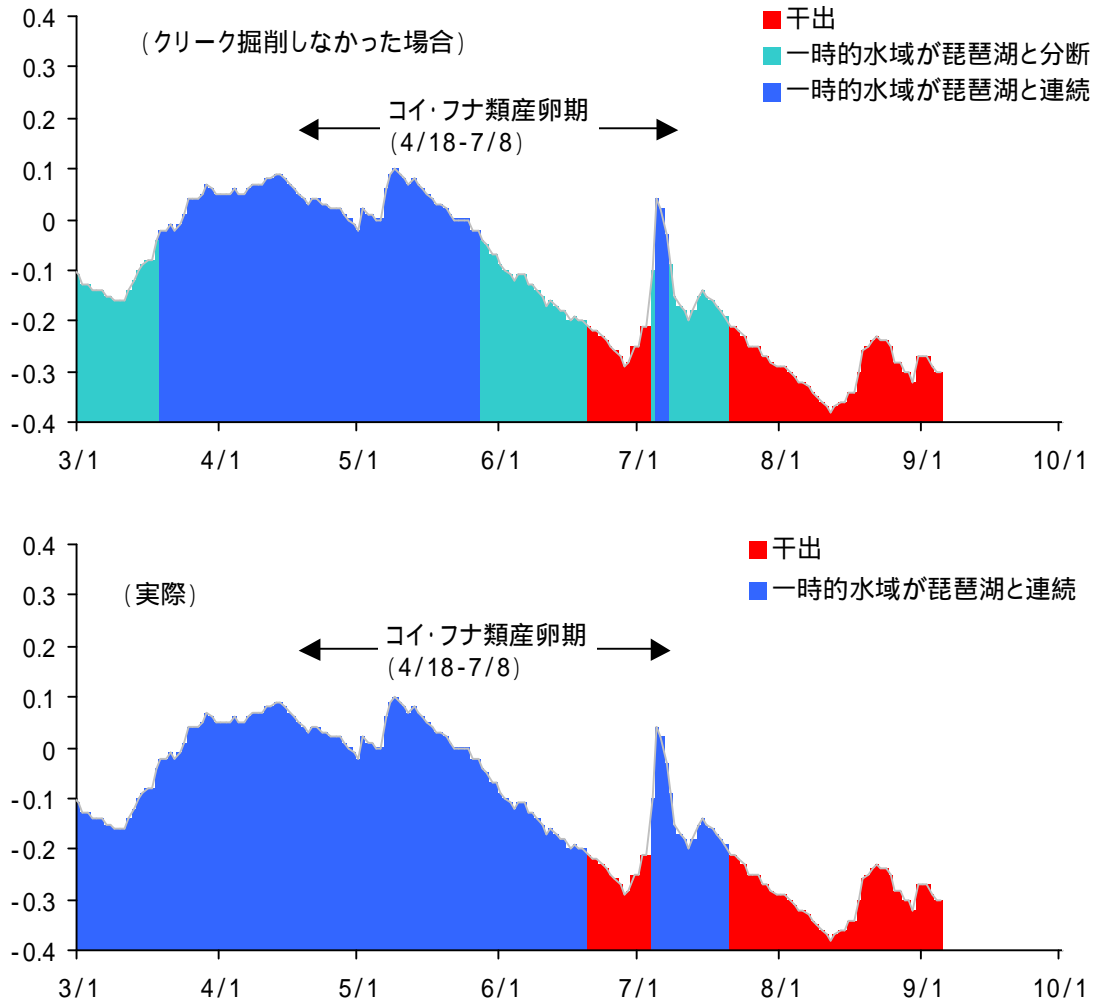 0.4
0.3
0.2
0.1
0
-0.1
-0.2
-0.3
-0.4
(クリーク掘削しなかった場合)
干出
一時的水域が琵琶湖と分断
一時的水域が琵琶湖と連続
コイ・フナ類産卵期
(4/18-7/8)
3/1 4/1 5/1 6/1 7/1 8/1 9/1 10/1
0.4
0.3
0.2
0.1
0
-0.1
-0.2
-0.3
-0.4
(実際)
干出
一時的水域が琵琶湖と連続
コイ・フナ類産卵期
(4/18-7/8)
3/1 4/1 5/1 6/1 7/1 8/1 9/1 10/1